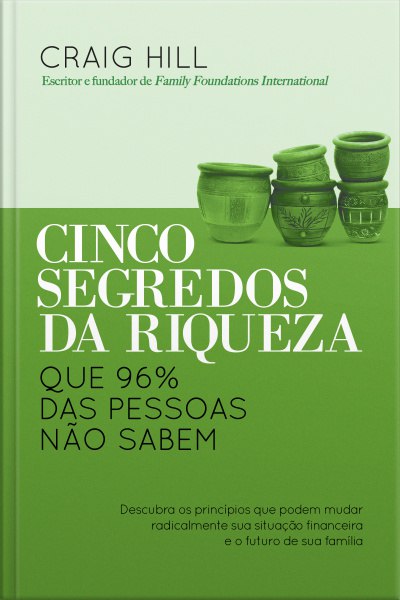 CRAIG HILL
Escritor e fundador de Family Foundations International
CINCO
SEGREDOS
DA RIQUEZA
QUE 96%
DAS PESSOAS
NÃO SABEM
Descubra os princípios que podem mudar
radicalmente sua situação financeira
e o futuro de sua família